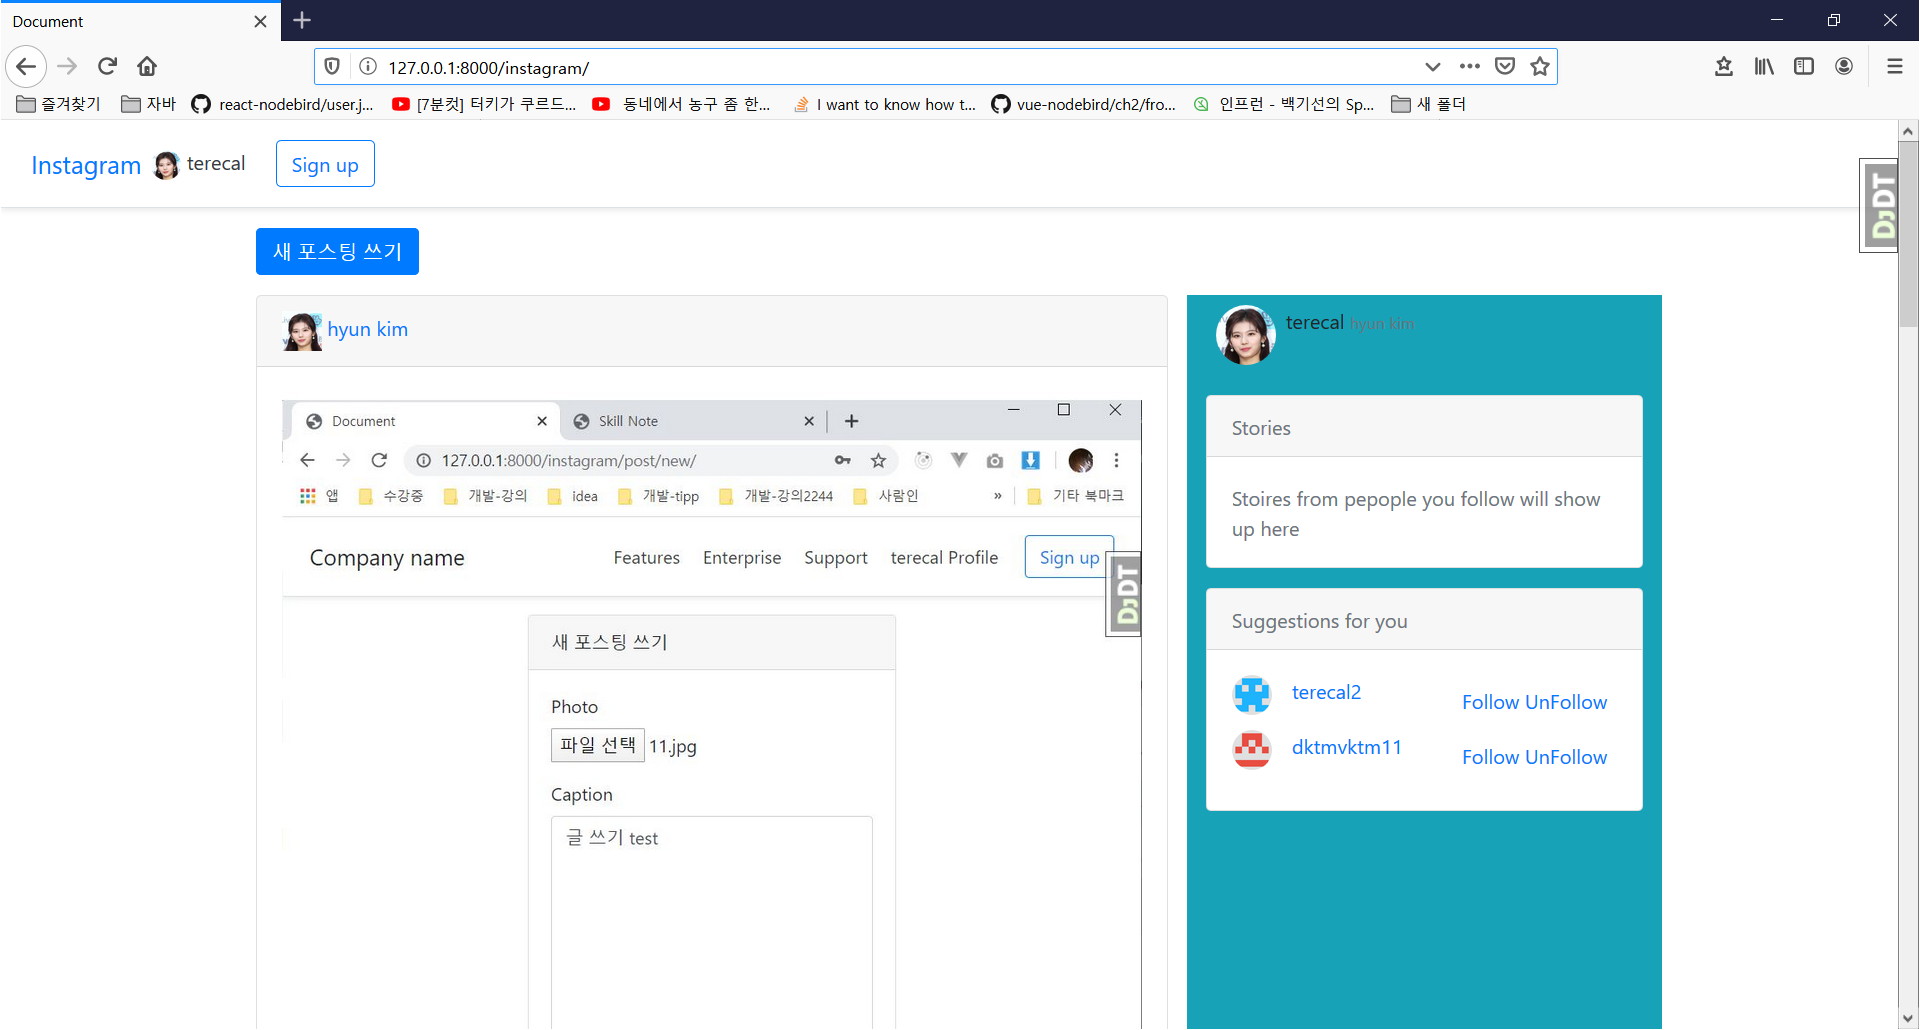 Document
127.0.0.1:8000/instagram/
즐겨찾기 자바 react-nodebird/user.j... [7분컷] 터키가 쿠르드... 동네에서 농구 좀 한... I want to know how t... vue-nodebird/ch2/fro... 인프런 - 백기선의 Sp... 새 폴더
Instagram terecal Sign up
DJDT
새 포스팅 쓰기
hyun kim
Document Skill Note
127.0.0.1:8000/instagram/post/new/
앱 수강중 개발-강의 idea 개발-tipp 개발-강의2244 사람인 » 기타 북마크
Company name Features Enterprise Support terecal Profile Sign up
DJDT
새 포스팅 쓰기
Photo
파일 선택 11.jpg
Caption
글 쓰기 test
terecal hyun kim
Stories
Stoires from pepople you follow will show
up here
Suggestions for you
terecal2 Follow UnFollow
dktmvktm11 Follow UnFollow